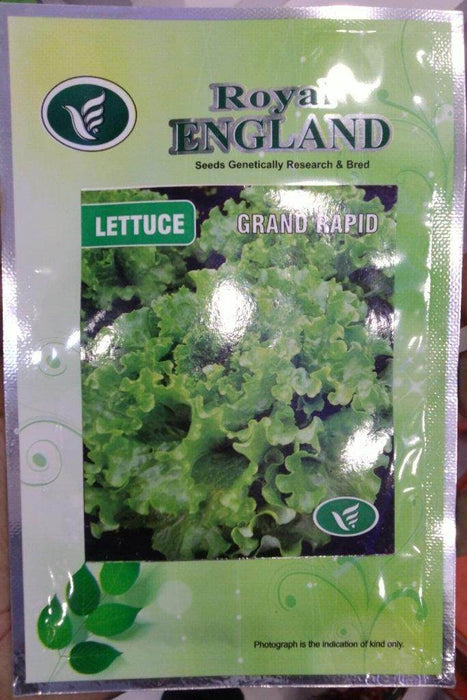 Royal
ENGLAND
Seeds Genetically Research & Bred
LETTUCE
GRAND RAPID
Photograph is the indication of kind only.